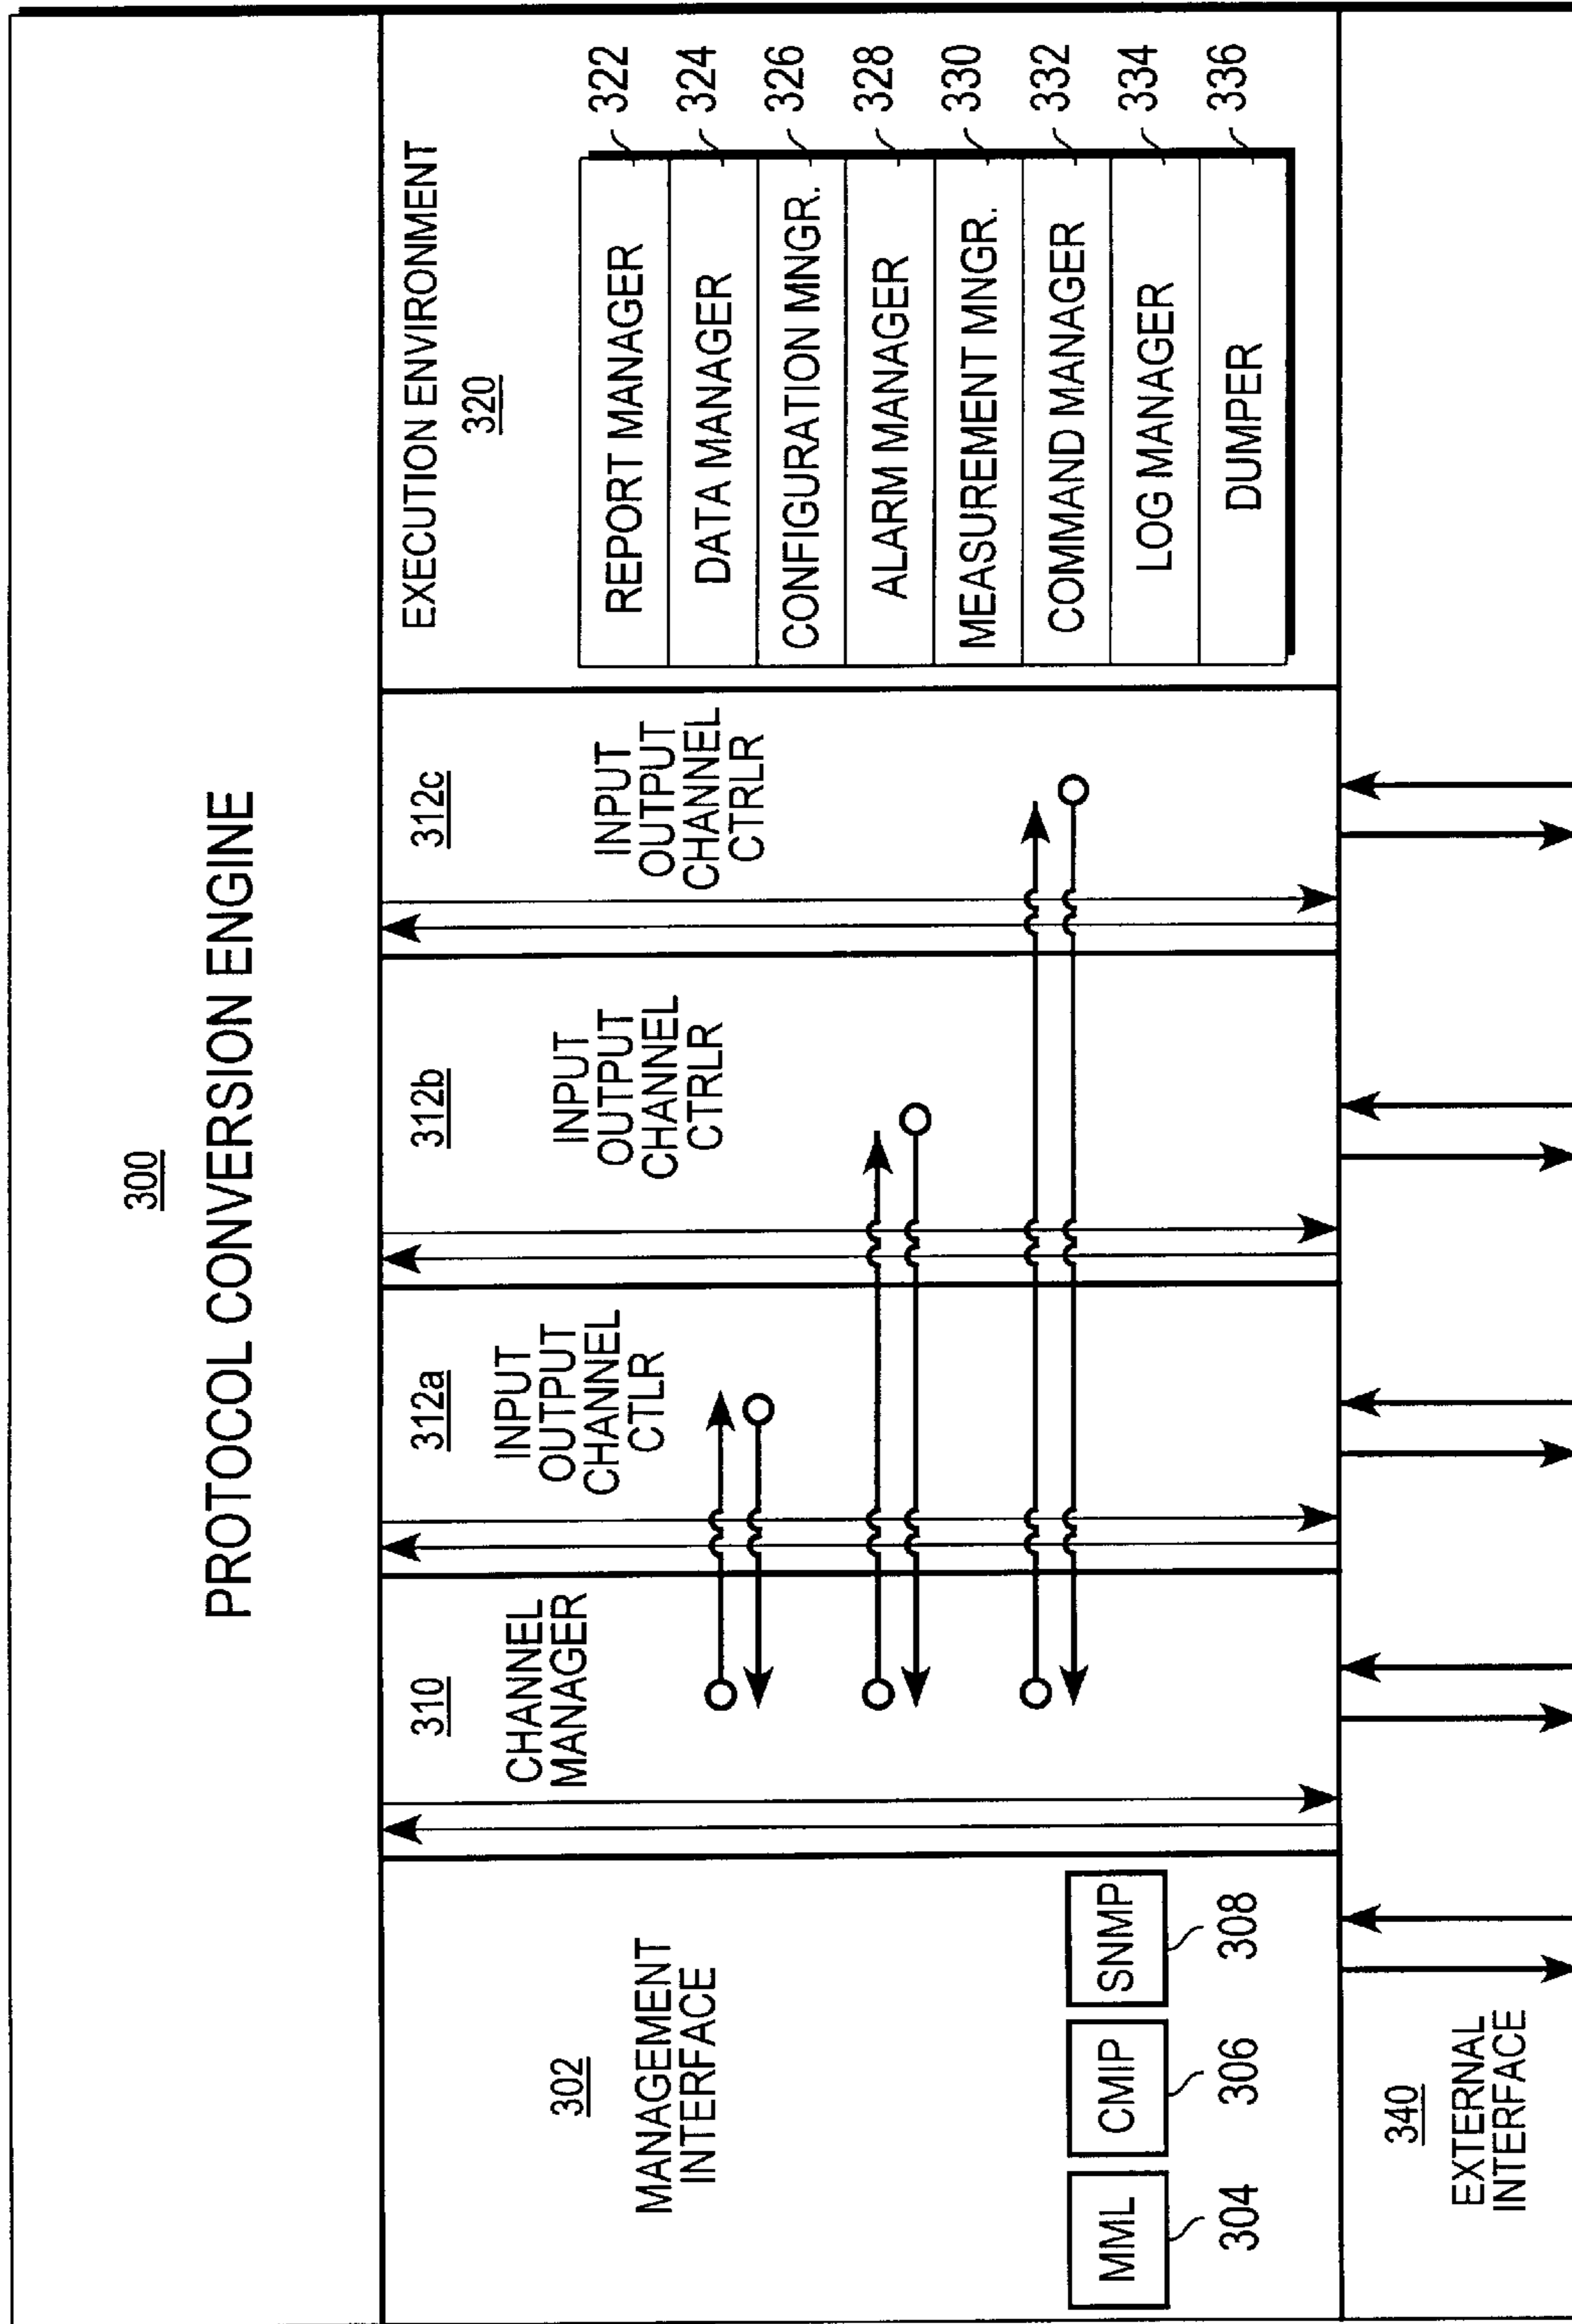 300
PROTOCOL CONVERSION ENGINE
302
MANAGEMENT
INTERFACE
MML
CMIP
SNMP
304
306
308
310
CHANNEL
MANAGER
312a
INPUT
OUTPUT
CHANNEL
CTLR
312b
INPUT
OUTPUT
CHANNEL
CTRLR
312c
INPUT
OUTPUT
CHANNEL
CTRLR
EXECUTION ENVIRONMENT
320
REPORT MANAGER 322
DATA MANAGER 324
CONFIGURATION MNGR. 326
ALARM MANAGER 328
MEASUREMENT MNGR. 330
COMMAND MANAGER 332
LOG MANAGER 334
DUMPER 336
340
EXTERNAL
INTERFACE